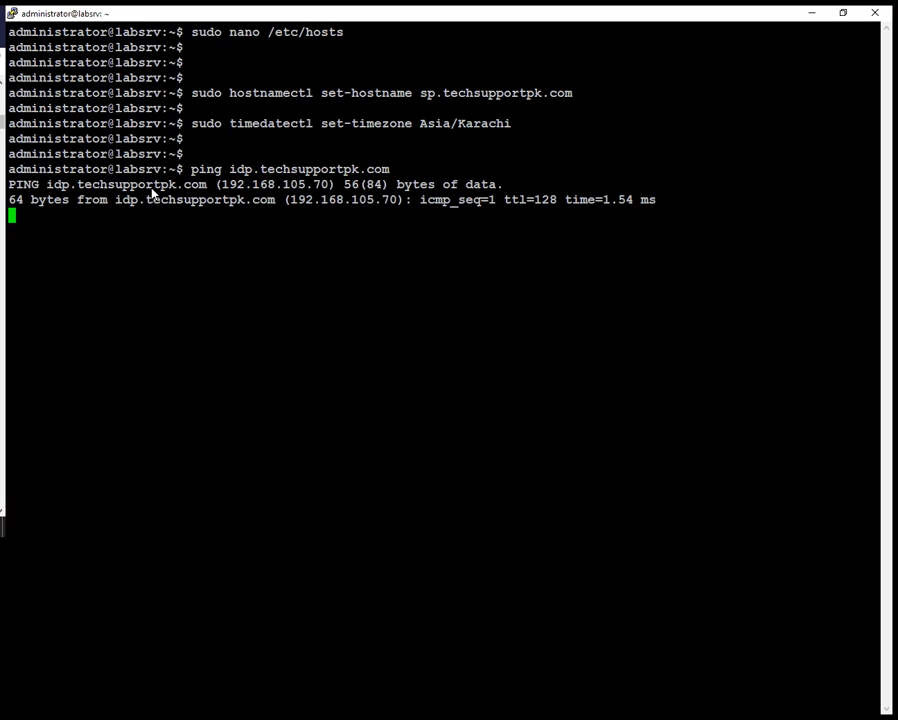 administrator@labsrv: ~
administrator@labsrv:~$ sudo nano /etc/hosts
administrator@labsrv:~$
administrator@labsrv:~$
administrator@labsrv:~$
administrator@labsrv:~$ sudo hostnamectl set-hostname sp.techsupportpk.com
administrator@labsrv:~$
administrator@labsrv:~$ sudo timedatectl set-timezone Asia/Karachi
administrator@labsrv:~$
administrator@labsrv:~$
administrator@labsrv:~$ ping idp.techsupportpk.com
PING idp.techsupportpk.com (192.168.105.70) 56(84) bytes of data.
64 bytes from idp.techsupportpk.com (192.168.105.70): icmp_seq=1 ttl=128 time=1.54 ms